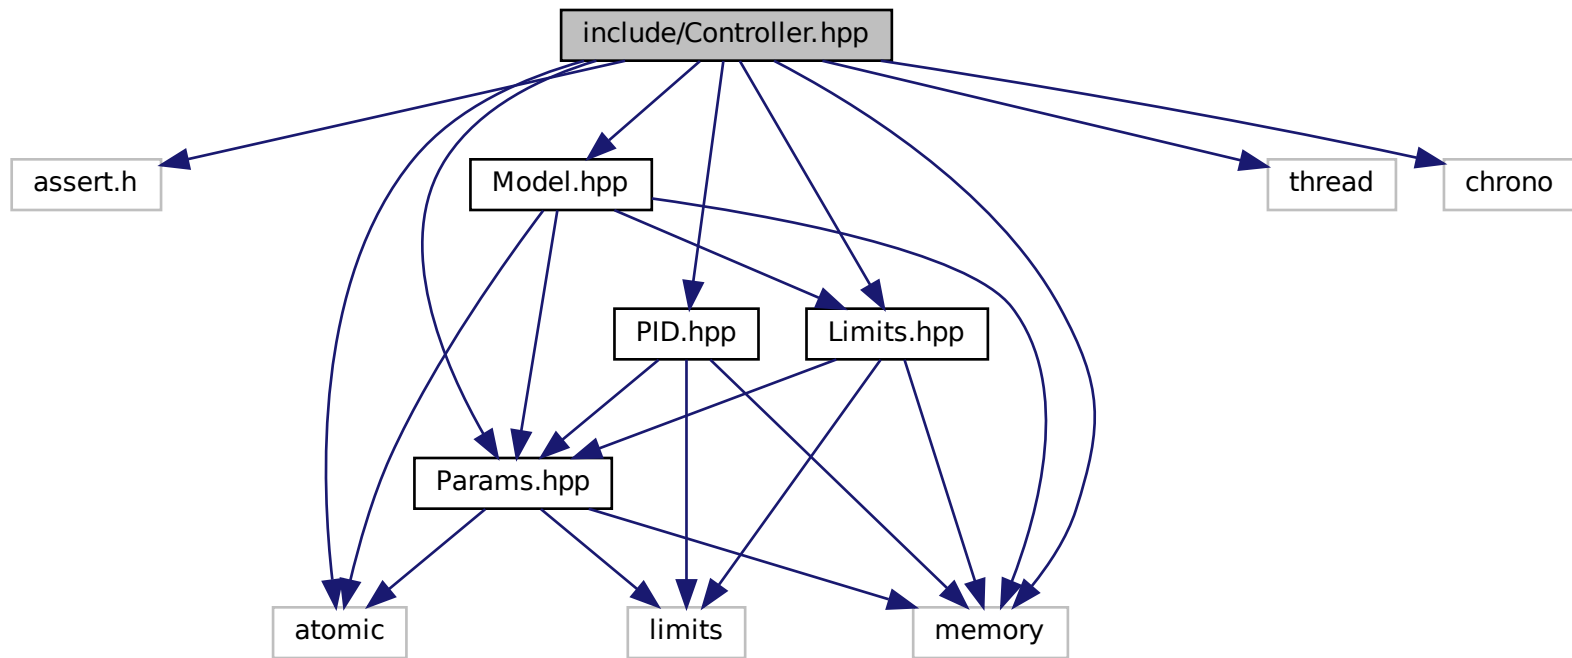 include/Controller.hpp
assert.h
Model.hpp
thread
chrono
PID.hpp
Limits.hpp
Params.hpp
atomic
limits
memory